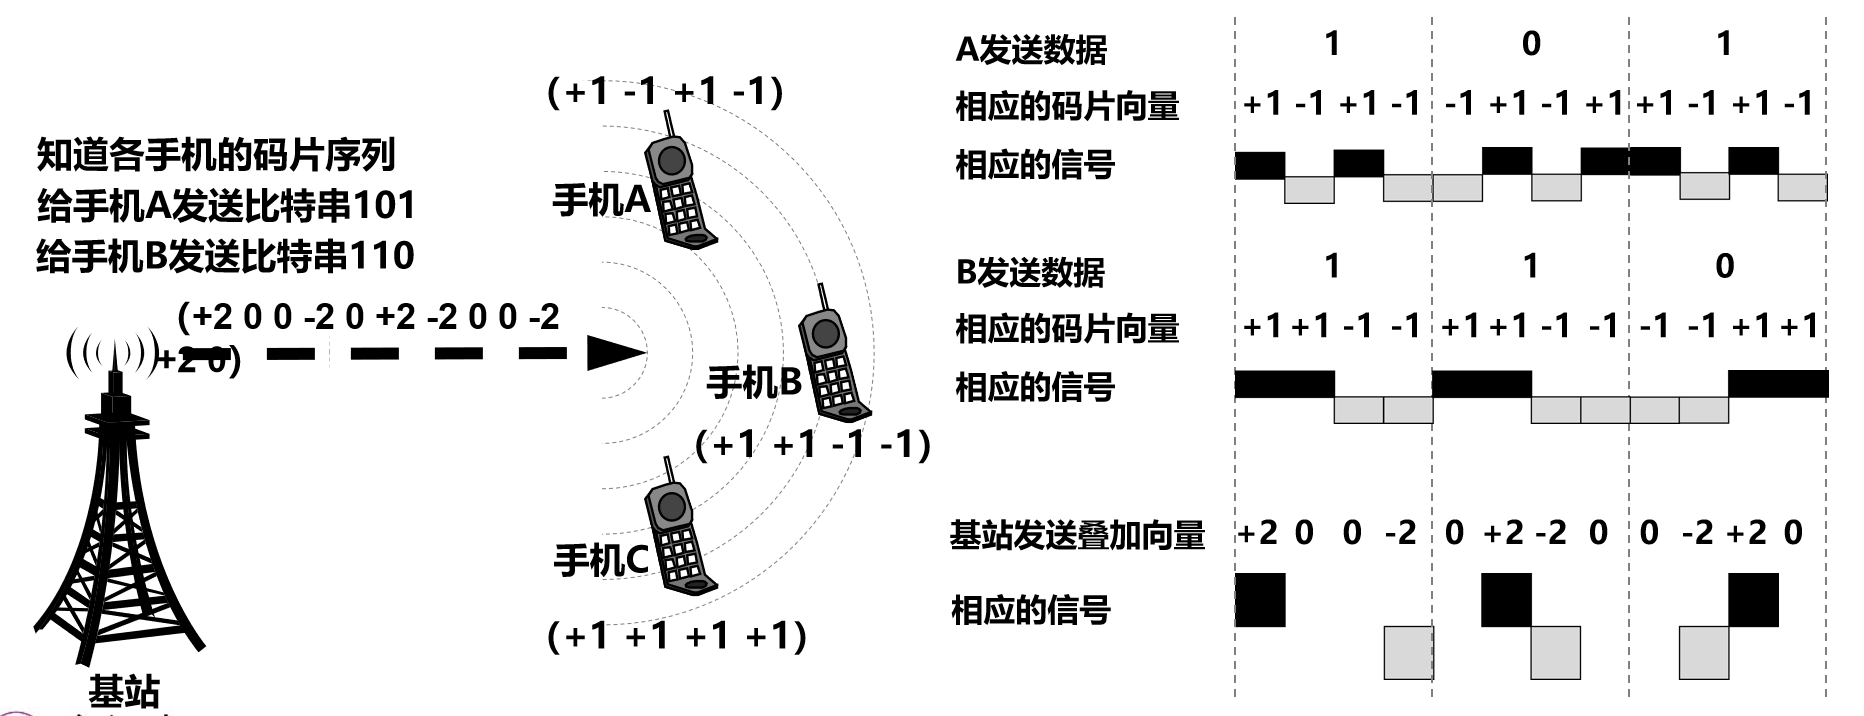 知道各手机的码片序列
给手机A发送比特串101
给手机B发送比特串110
(+2 0 0 -2 0 +2 -2 0 0 -2
+2 0)
基站
(+1 -1 +1 -1)
手机A
手机B
(+1 +1 -1 -1)
手机C
(+1 +1 +1 +1)
A发送数据 1 0 1
相应的码片向量 +1 -1 +1 -1 -1 +1 -1 +1 +1 -1 +1 -1
相应的信号
B发送数据 1 1 0
相应的码片向量 +1 +1 -1 -1 +1 +1 -1 -1 -1 -1 +1 +1
相应的信号
基站发送叠加向量 +2 0 0 -2 0 +2 -2 0 0 -2 +2 0
相应的信号